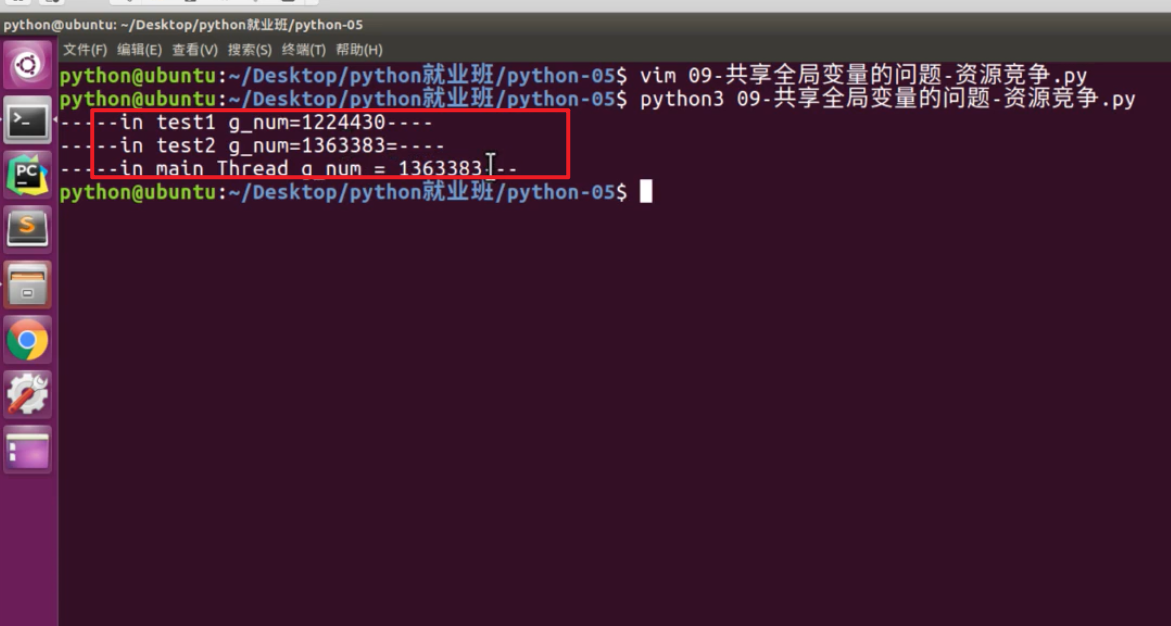 python@ubuntu: ~/Desktop/python就业班/python-05
文件(F) 编辑(E) 查看(V) 搜索(S) 终端(T) 帮助(H)
python@ubuntu:~/Desktop/python就业班/python-05$ vim 09-共享全局变量的问题-资源竞争.py
python@ubuntu:~/Desktop/python就业班/python-05$ python3 09-共享全局变量的问题-资源竞争.py
-----in test1 g_num=1224430----
-----in test2 g_num=1363383=----
-----in main Thread g_num = 1363383---
python@ubuntu:~/Desktop/python就业班/python-05$
PC
S